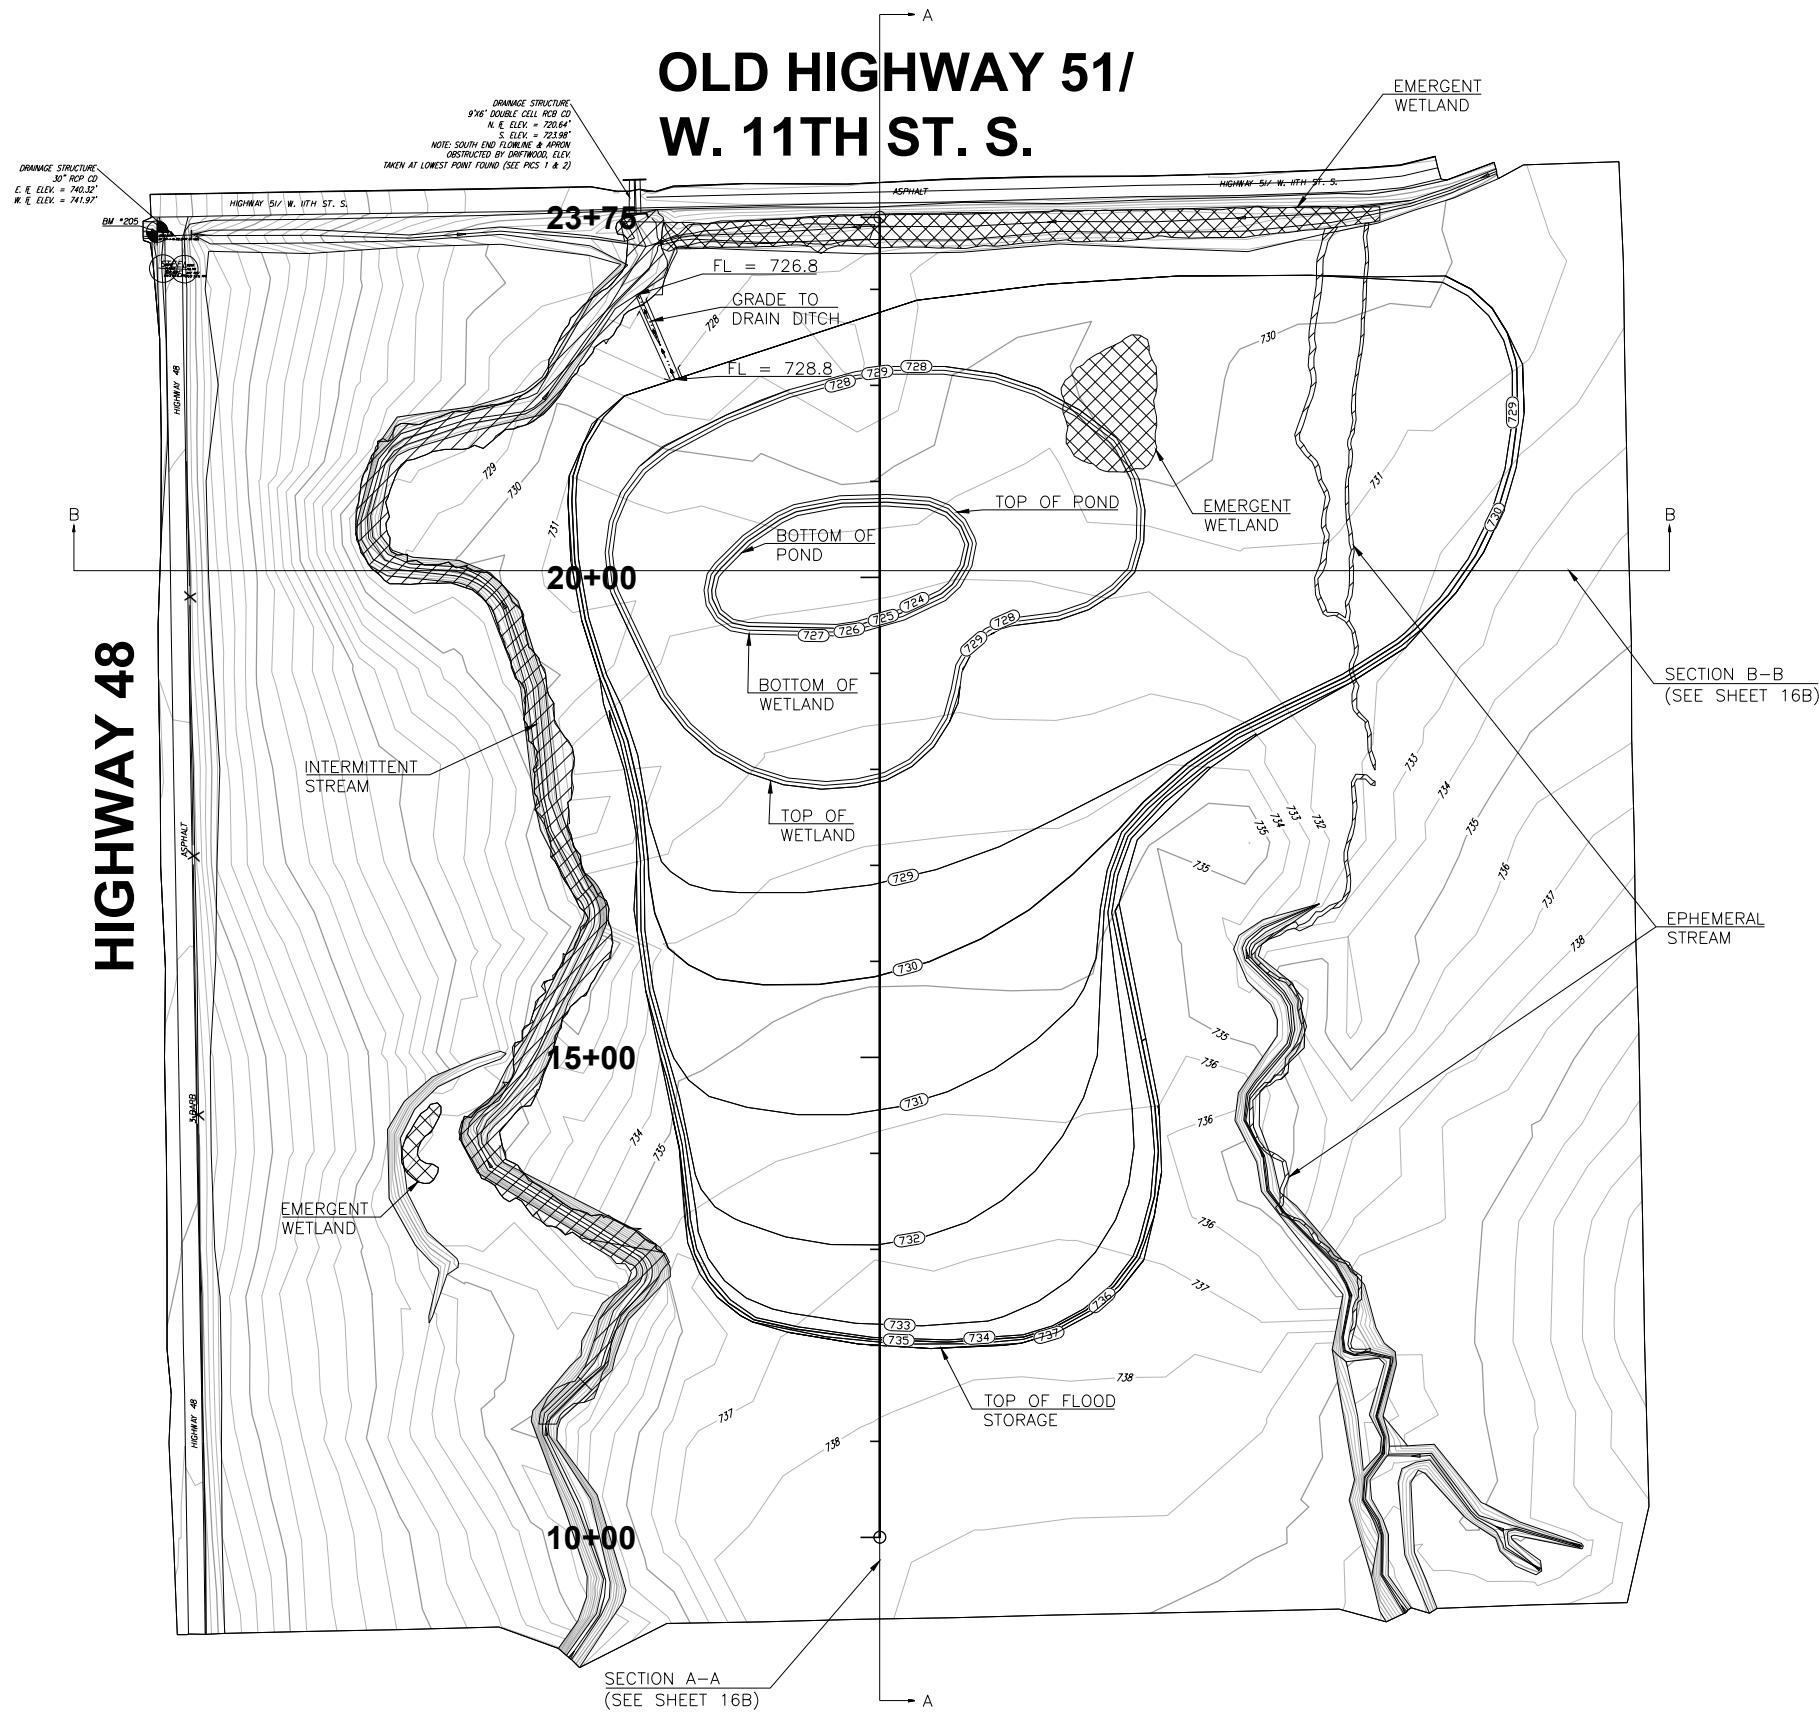 A
OLD HIGHWAY 51/
W. 11TH ST. S.
EMERGENT
WETLAND
DRAINAGE STRUCTURE
9'X6' DOUBLE CELL RCB CD
N. FL ELEV. = 720.64'
S. ELEV. = 723.98'
NOTE: SOUTH END FLOWLINE & APRON
OBSTRUCTED BY DRIFTWOOD, ELEV.
TAKEN AT LOWEST POINT FOUND (SEE PICS 1 & 2)
DRAINAGE STRUCTURE
30" RCP CD
E. FL ELEV. = 740.32'
W. FL ELEV. = 741.97'
BM #205
HIGHWAY 51/ W. 11TH ST. S.
ASPHALT
HIGHWAY 51/ W. 11TH ST. S.
23+75
FL = 726.8
GRADE TO
DRAIN DITCH
728
FL = 728.8
730
HIGHWAY 48
728
729
728
729
729
730
731
731
730
TOP OF POND
EMERGENT
WETLAND
BOTTOM OF
POND
B
B
20+00
724
725
726
727
728
729
HIGHWAY 48
BOTTOM OF
WETLAND
SECTION B-B
(SEE SHEET 16B)
INTERMITTENT
STREAM
TOP OF
WETLAND
733
734
735
736
737
738
732
733
734
735
735
ASPHALT
729
EPHEMERAL
STREAM
730
735
15+00
736
731
736
3-BARB
734
735
EMERGENT
WETLAND
736
732
737
733
734
735
736
737
TOP OF FLOOD
STORAGE
738
737
738
HIGHWAY 48
10+00
SECTION A-A
(SEE SHEET 16B)
A